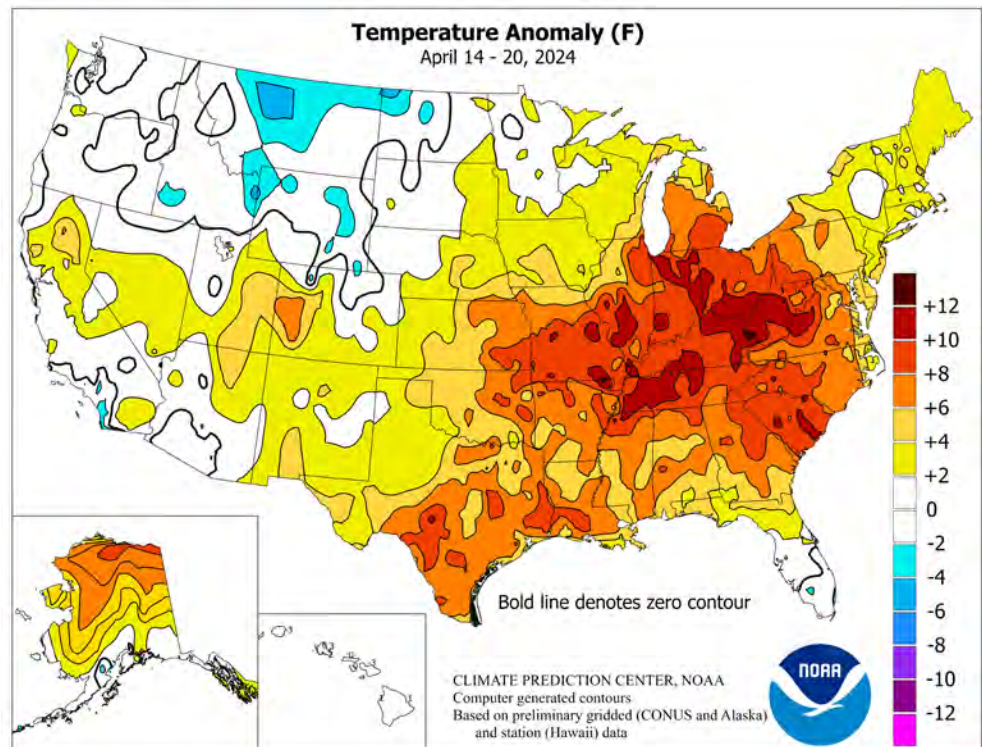 Temperature Anomaly (F)
April 14 - 20, 2024
+12
+10
+8
+6
+4
+2
0
-2
-4
-6
-8
-10
-12
Bold line denotes zero contour
CLIMATE PREDICTION CENTER, NOAA
Computer generated contours
Based on preliminary gridded (CONUS and Alaska)
and station (Hawaii) data
NOAA